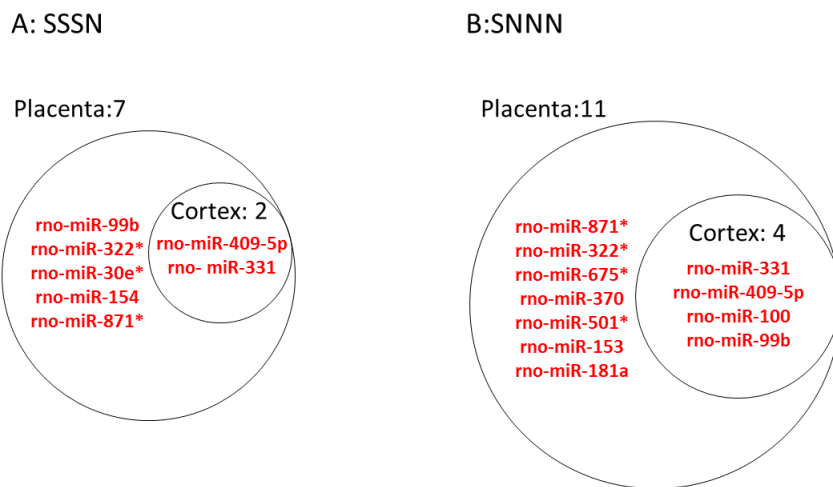 A: SSSN
Placenta:7
rno-miR-99b
rno-miR-322*
rno-miR-30e*
rno-miR-154
rno-miR-871*
Cortex: 2
rno-miR-409-5p
rno- miR-331
B:SNNN
Placenta:11
rno-miR-871*
rno-miR-322*
rno-miR-675*
rno-miR-370
rno-miR-501*
rno-miR-153
rno-miR-181a
Cortex: 4
rno-miR-331
rno-miR-409-5p
rno-miR-100
rno-miR-99b